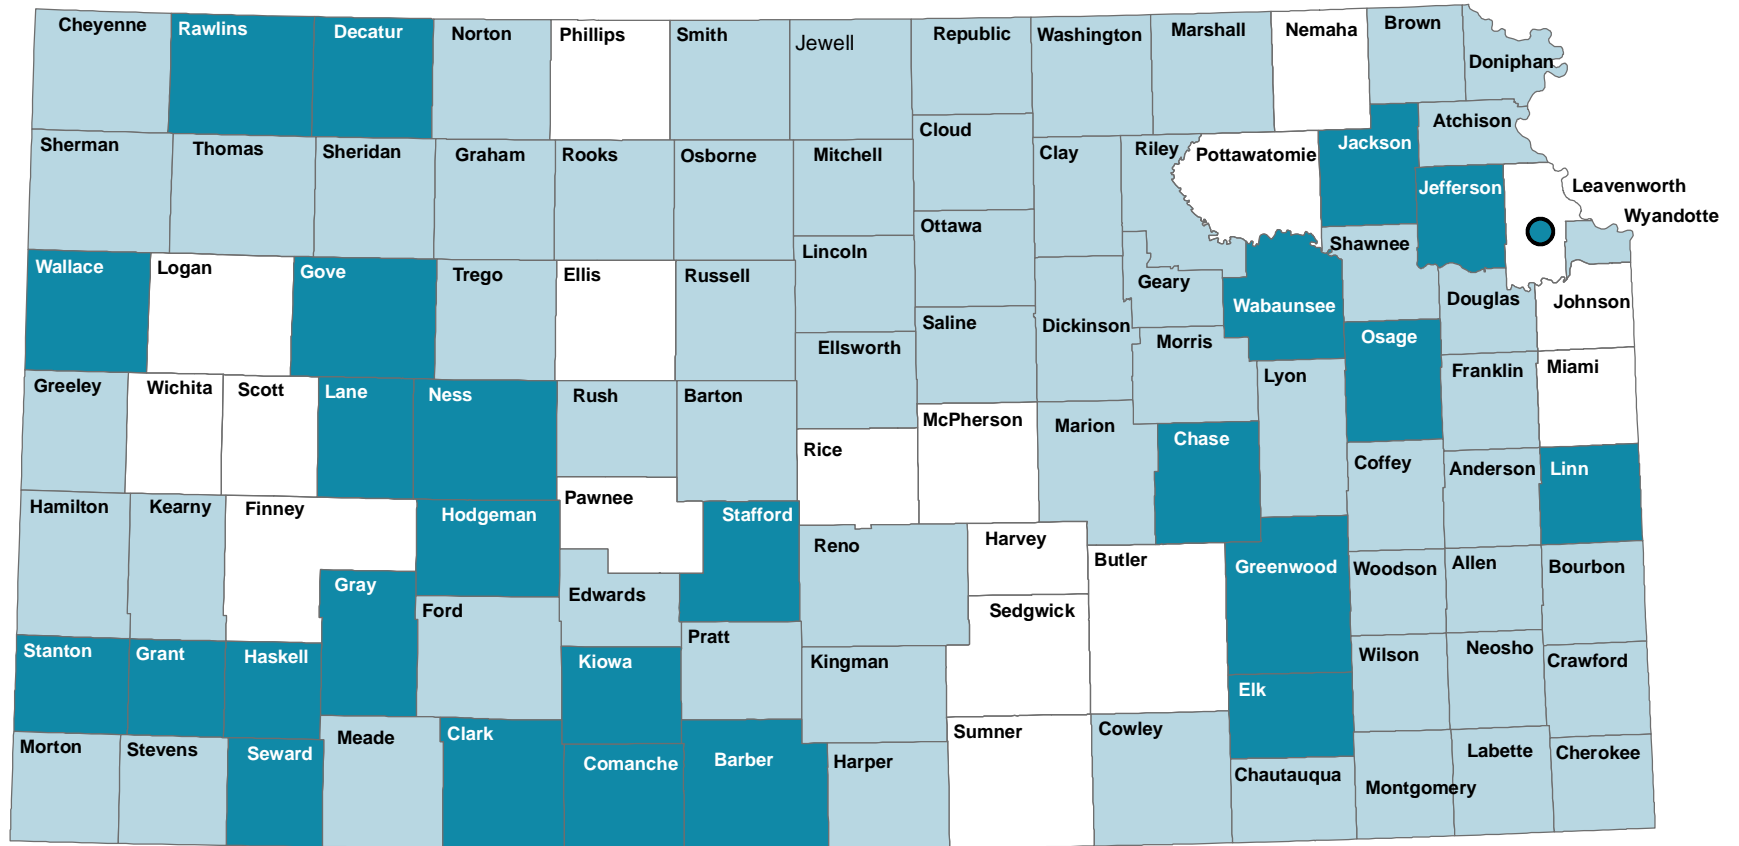 Cheyenne
Rawlins
Decatur
Norton
Phillips
Smith
Jewell
Republic
Washington
Marshall
Nemaha
Brown
Doniphan
Sherman
Thomas
Sheridan
Graham
Rooks
Osborne
Mitchell
Cloud
Clay
Riley
Pottawatomie
Jackson
Atchison
Jefferson
Leavenworth
Wyandotte
Wallace
Logan
Gove
Trego
Ellis
Russell
Lincoln
Ottawa
Geary
Wabaunsee
Shawnee
Douglas
Johnson
Ellsworth
Saline
Dickinson
Morris
Osage
Greeley
Wichita
Scott
Lane
Ness
Rush
Barton
Rice
McPherson
Marion
Chase
Lyon
Franklin
Miami
Coffey
Anderson
Linn
Hamilton
Kearny
Finney
Hodgeman
Pawnee
Stafford
Reno
Harvey
Butler
Greenwood
Woodson
Allen
Bourbon
Gray
Ford
Edwards
Sedgwick
Stanton
Grant
Haskell
Kiowa
Pratt
Kingman
Elk
Wilson
Neosho
Crawford
Morton
Stevens
Seward
Meade
Clark
Comanche
Barber
Harper
Sumner
Cowley
Chautauqua
Montgomery
Labette
Cherokee